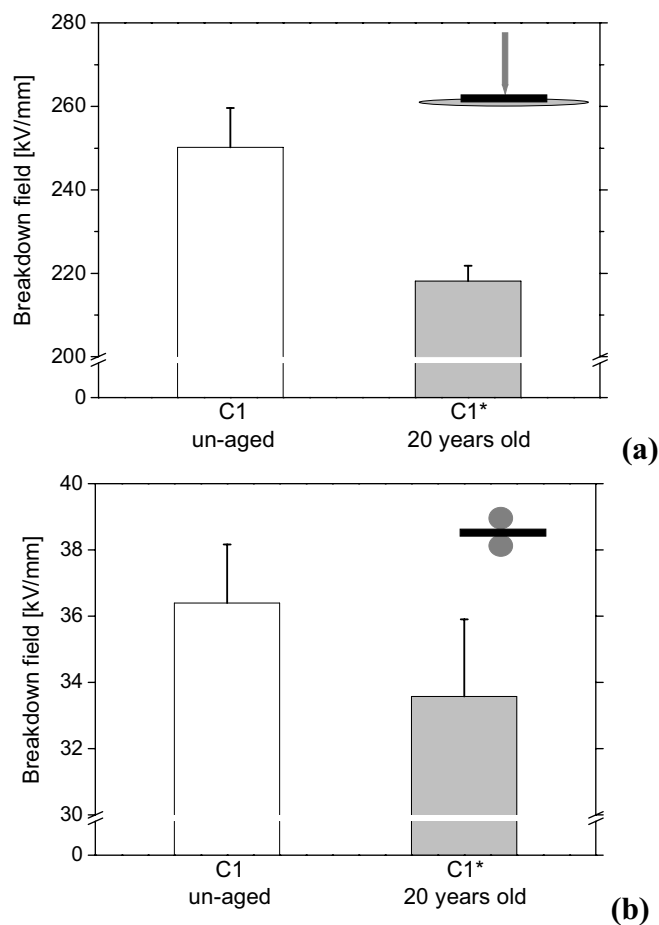 280
260
240
220
200
0
Breakdown field [kV/mm]
C1
un-aged
C1*
20 years old
(a)
40
38
36
34
32
30
0
Breakdown field [kV/mm]
C1
un-aged
C1*
20 years old
(b)